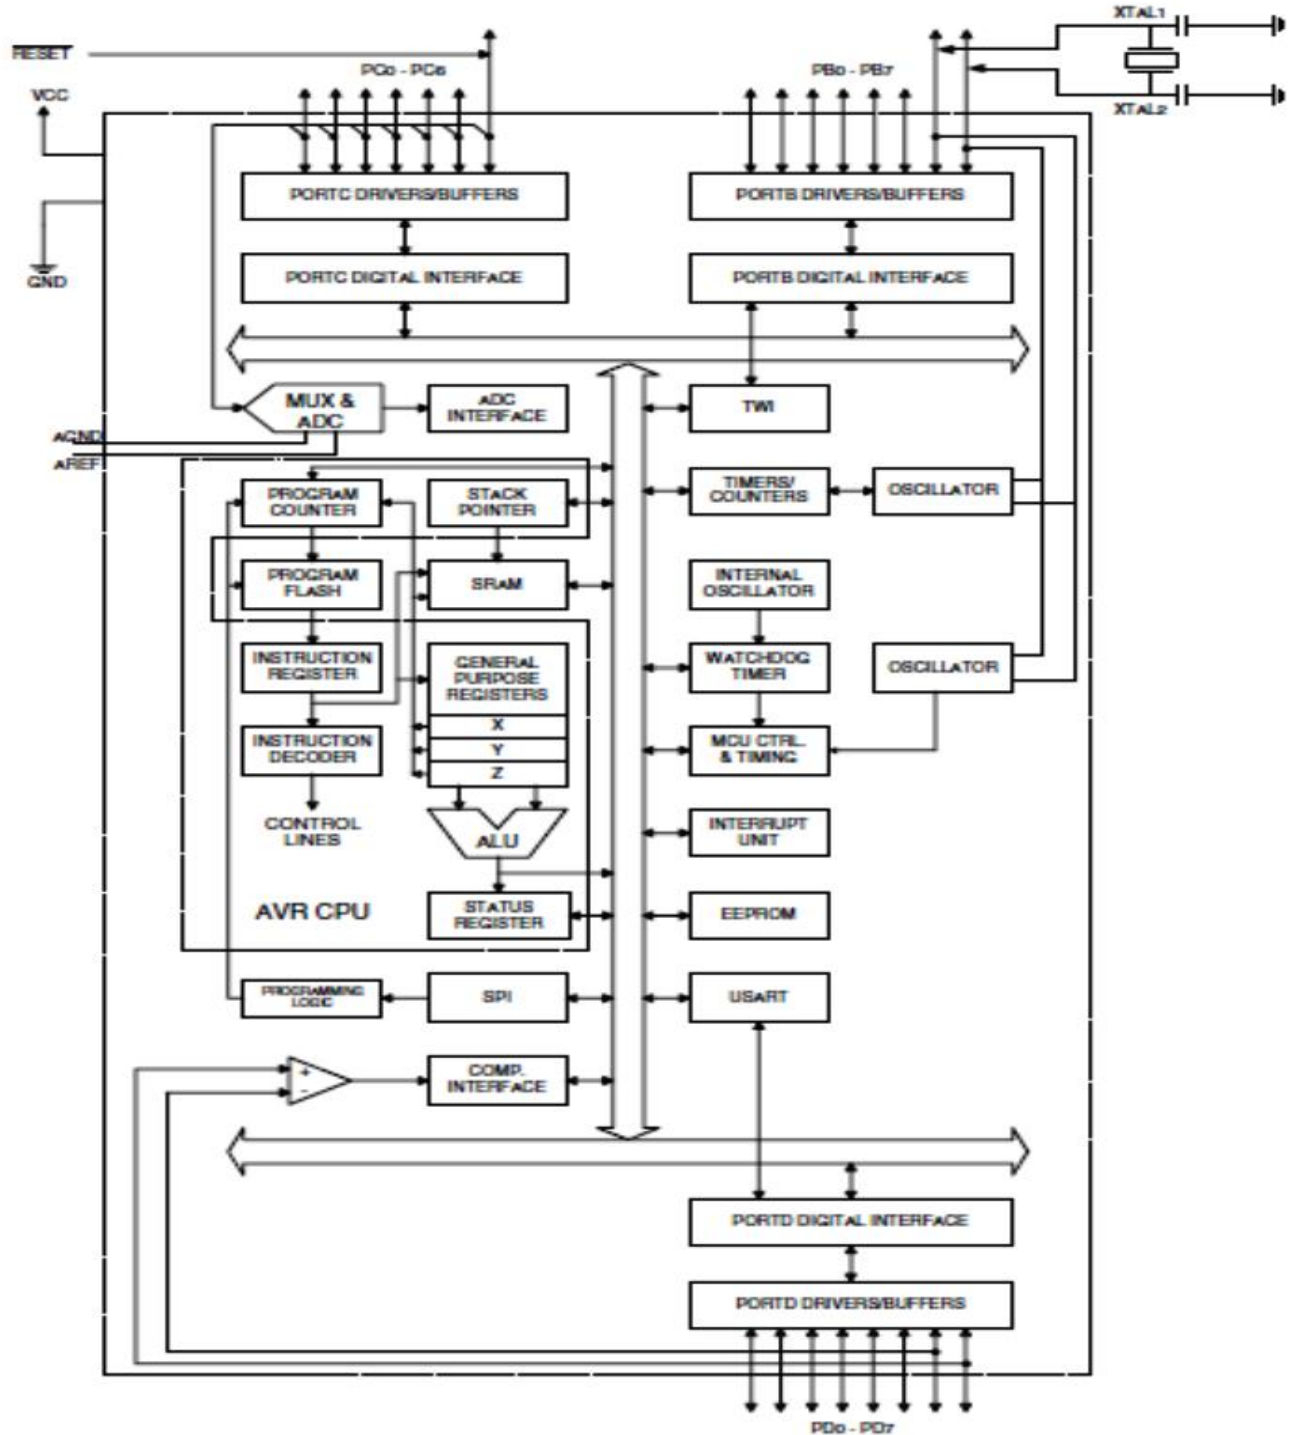 XTAL1
RESET
PC0 - PC6
PB0 - PB7
VCC
XTAL2
PORTC DRIVERS/BUFFERS
PORTB DRIVERS/BUFFERS
GND
PORTC DIGITAL INTERFACE
PORTB DIGITAL INTERFACE
MUX &
ADC
ADC
INTERFACE
TWI
AGND
AREF
PROGRAM
COUNTER
STACK
POINTER
TIMERS/
COUNTERS
OSCILLATOR
PROGRAM
FLASH
SRAM
INTERNAL
OSCILLATOR
INSTRUCTION
REGISTER
GENERAL
PURPOSE
REGISTERS
X
Y
Z
WATCHDOG
TIMER
OSCILLATOR
INSTRUCTION
DECODER
MCU CTRL.
& TIMING
CONTROL
LINES
ALU
INTERRUPT
UNIT
AVR CPU
STATUS
REGISTER
EEPROM
PROGRAMMING
LOGIC
SPI
USART
+
-
COMP.
INTERFACE
PORTD DIGITAL INTERFACE
PORTD DRIVERS/BUFFERS
PD0 - PD7